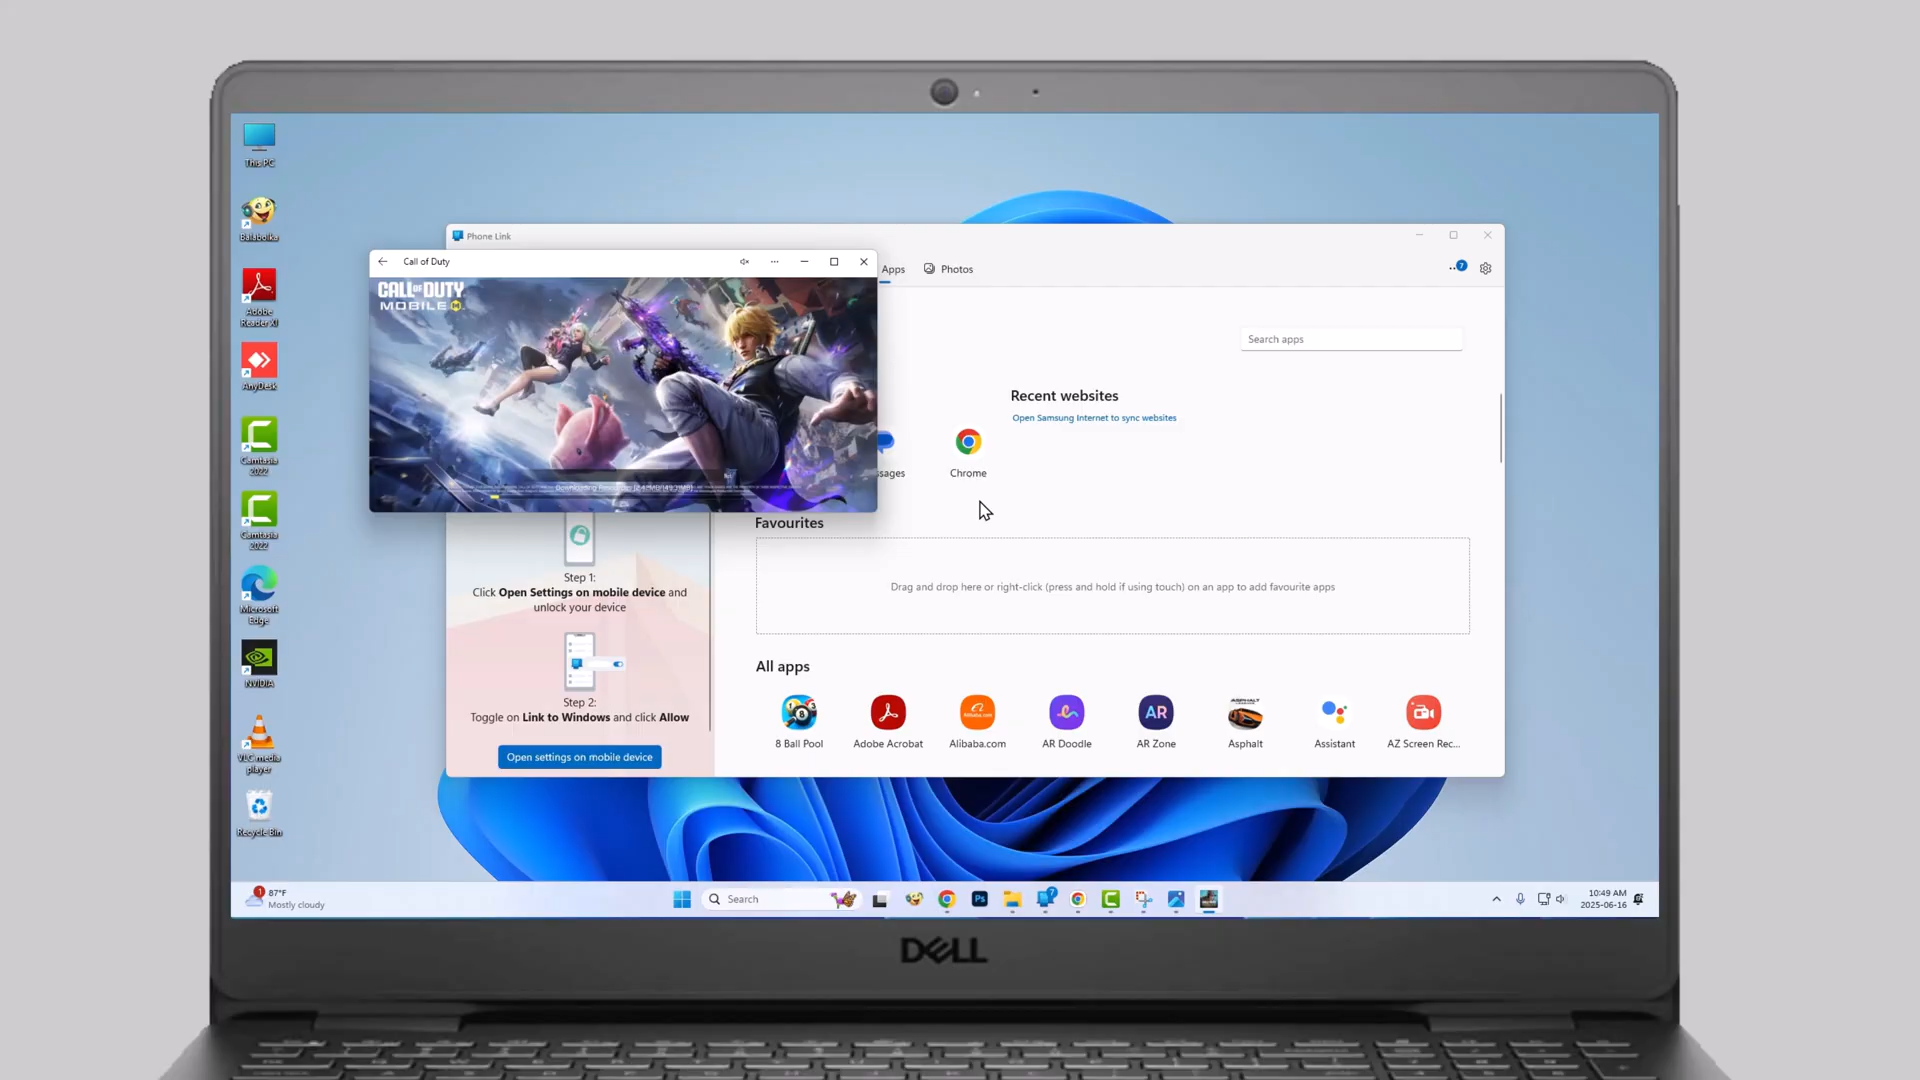 This PC
Balabolka
Adobe
Reader XI
AnyDesk
Camtasia
2022
Camtasia
2022
Microsoft
Edge
NVIDIA
VLC media
player
Recycle Bin
Phone Link
Call of Duty
CALL OF DUTY
MOBILE
Apps
Photos
7
Search apps
Recent websites
Open Samsung Internet to sync websites
ssages
Chrome
Favourites
Drag and drop here or right-click (press and hold if using touch) on an app to add favourite apps
Step 1:
Click Open Settings on mobile device and
unlock your device
Step 2:
Toggle on Link to Windows and click Allow
Open settings on mobile device
All apps
8 Ball Pool
Adobe Acrobat
Alibaba.com
AR Doodle
AR
AR Zone
Asphalt
Assistant
AZ Screen Rec...
1
87°F
Mostly cloudy
Search
Ps
7
10:49 AM
2025-06-16
DELL